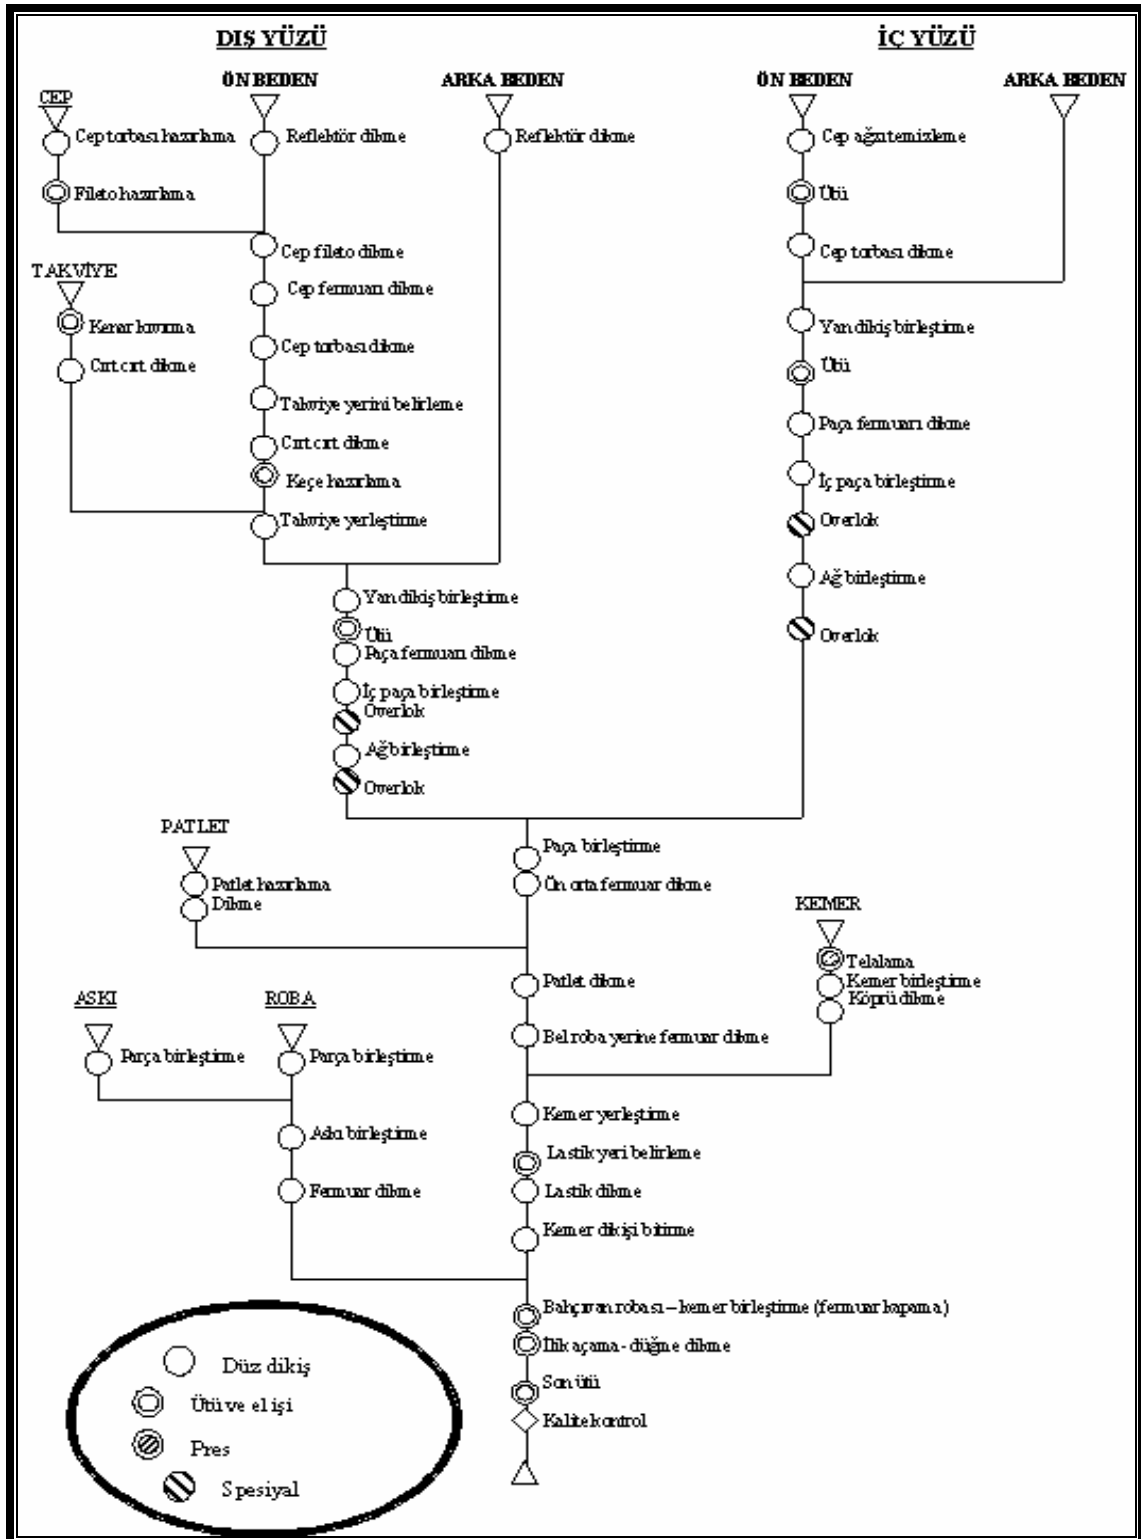 DIŞ YÜZÜ
İÇ YÜZÜ
ÖN BEDEN
ARKA BEDEN
ÖN BEDEN
ARKA BEDEN
CEP
Cep torbası hazırlama
Reflektör dikme
Reflektör dikme
Cep ağzı temizleme
Fileto hazırlama
Ütü
Cep fileto dikme
Cep torbası dikme
TAKVİYE
Cep fermuarı dikme
Kenar kıvırma
Yan dikiş birleştirme
Cep torbası dikme
Cırt cırt dikme
Ütü
Takviye yerini belirleme
Paça fermuarı dikme
Cırt cırt dikme
Keçe hazırlama
İç paça birleştirme
Takviye yerleştirme
Overlok
Ağ birleştirme
Yan dikiş birleştirme
Ütü
Overlok
Paça fermuarı dikme
İç paça birleştirme
Overlok
Ağ birleştirme
Overlok
PATLET
Paça birleştirme
Patlet hazırlama
Ön orta fermuar dikme
Dikme
KEMER
Telalama
Patlet dikme
Kemer birleştirme
Köprü dikme
ASKI
ROBA
Bel roba yerine fermuar dikme
Parça birleştirme
Parça birleştirme
Kemer yerleştirme
Askı birleştirme
Lastik yeri belirleme
Fermuar dikme
Lastik dikme
Kemer dikişi bitirme
Bahçıvan robası – kemer birleştirme (fermuar kapama)
İlik açama - düğme dikme
Son ütü
Kalite kontrol
Düz dikiş
Ütü ve el işi
Pres
Spesiyal